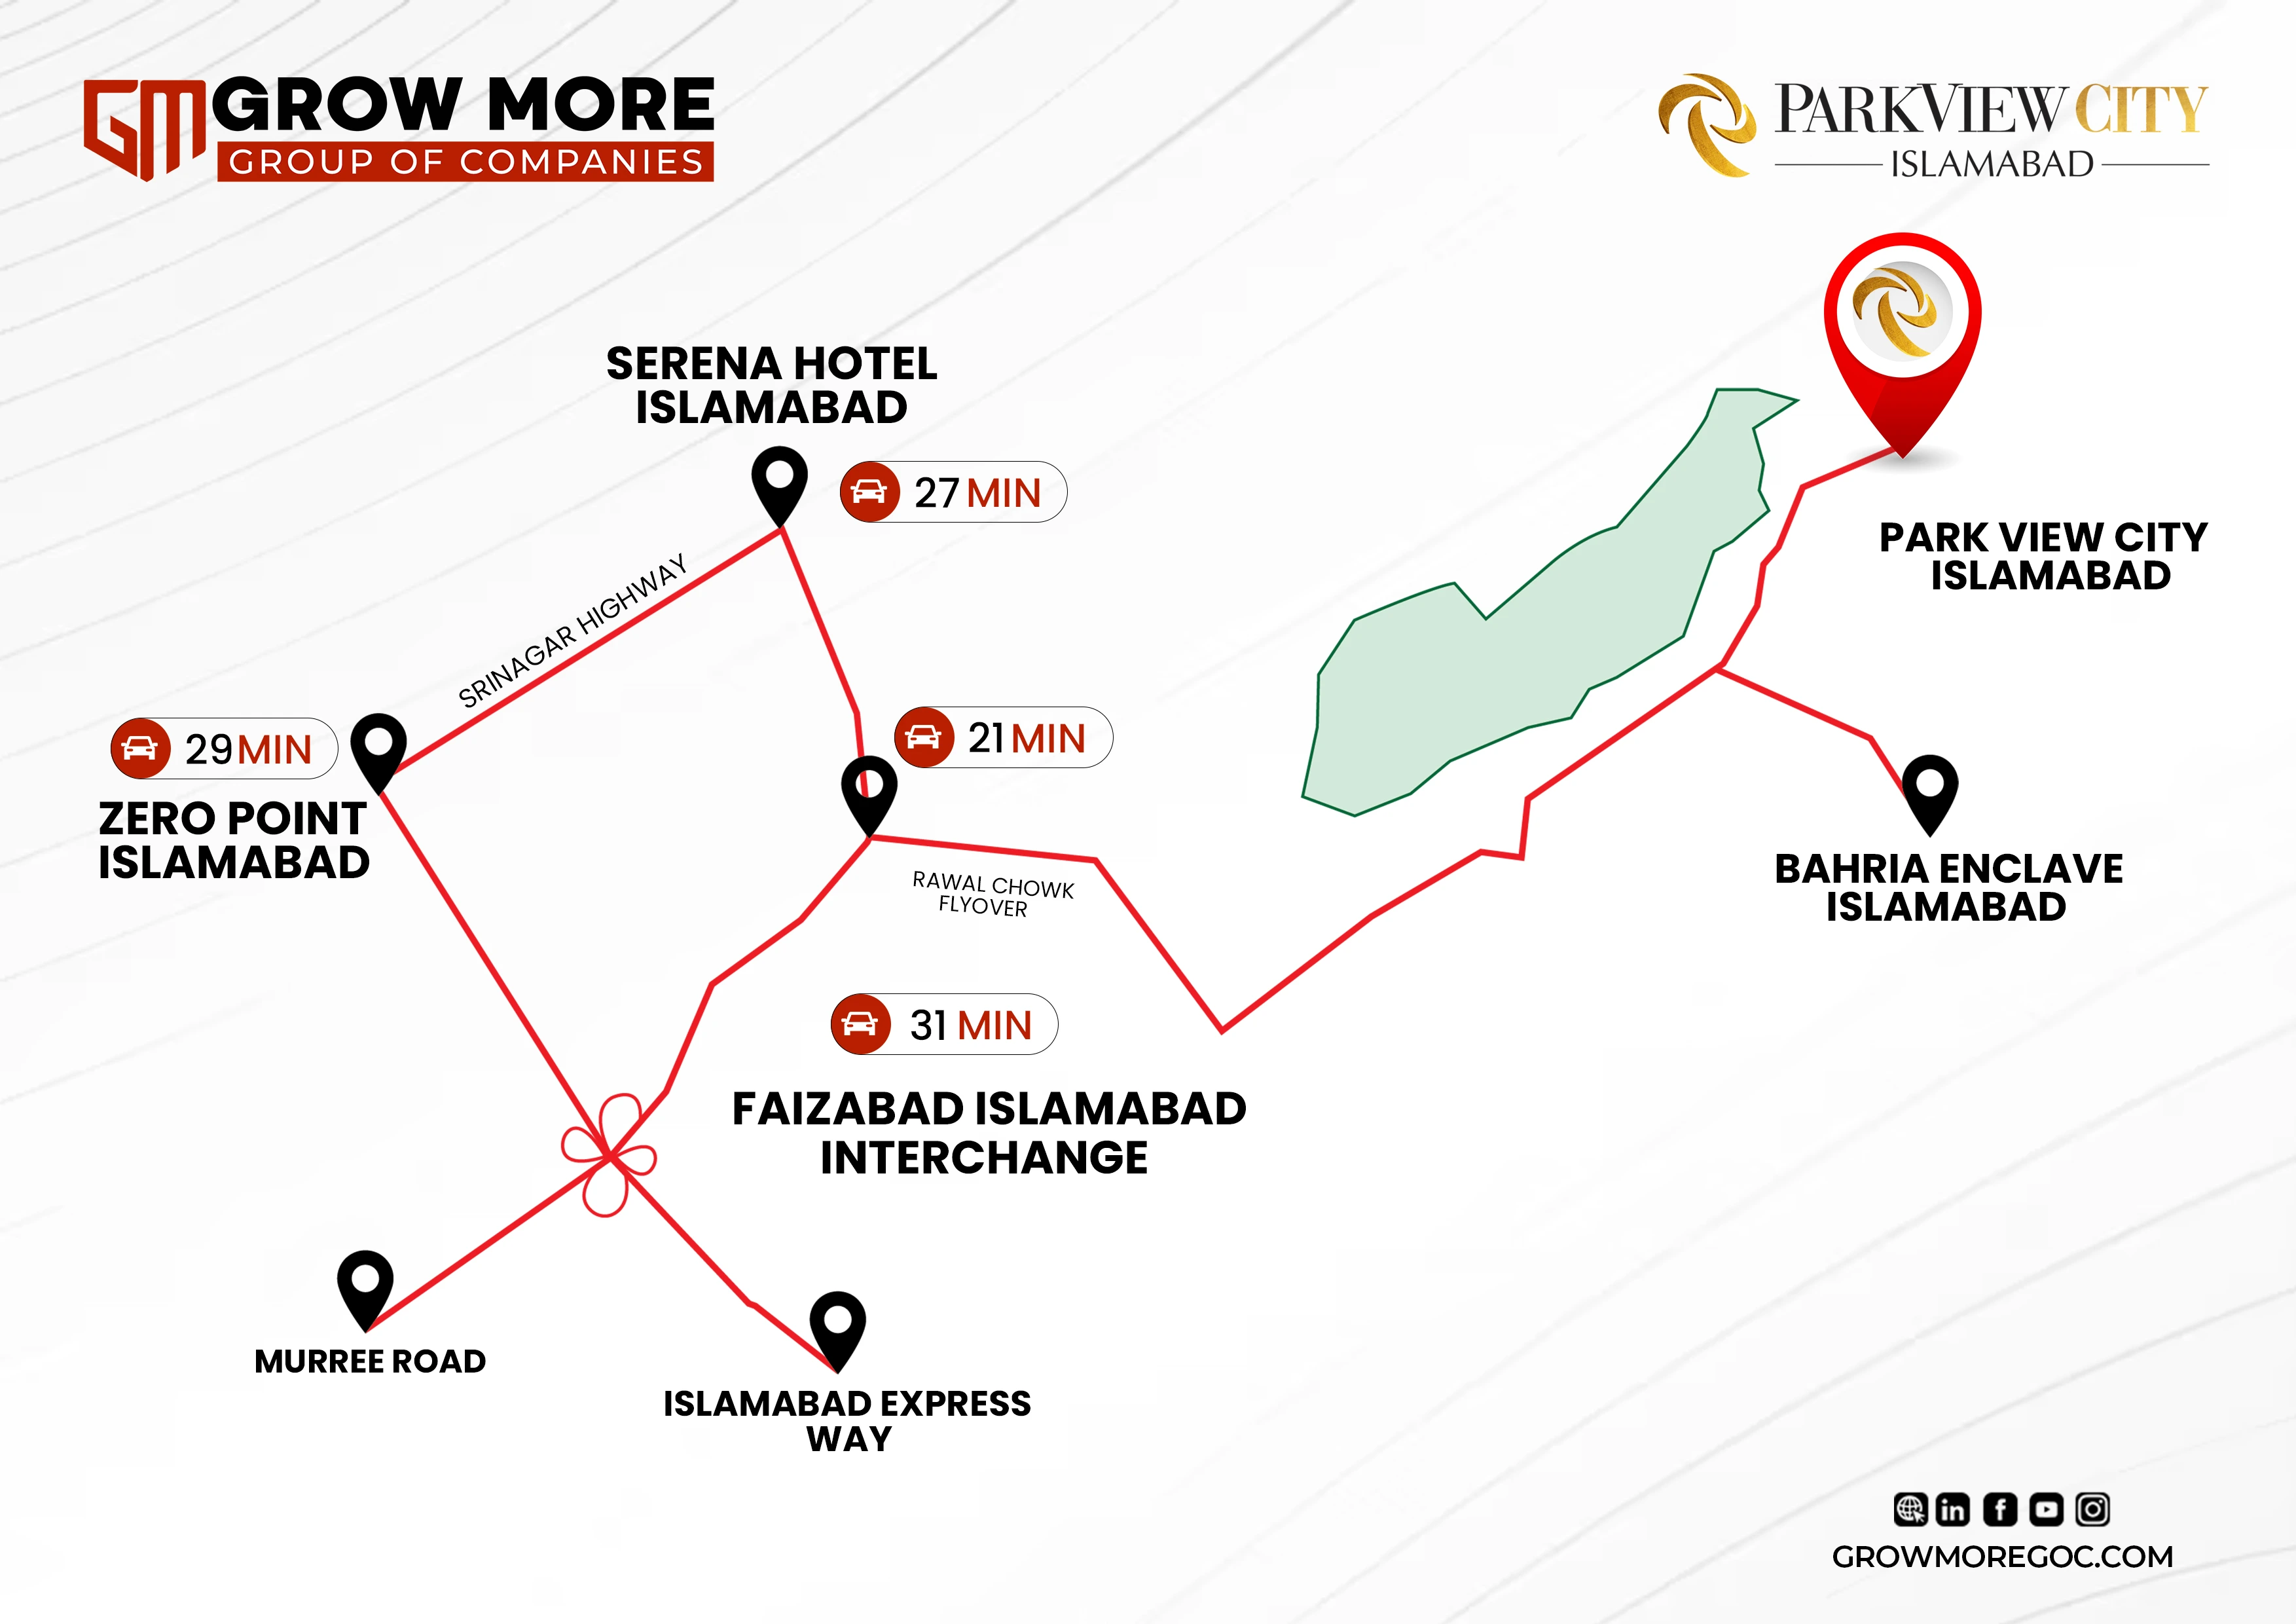 GM GROW MORE
GROUP OF COMPANIES
PARKVIEW CITY
ISLAMABAD
SERENA HOTEL
ISLAMABAD
27 MIN
PARK VIEW CITY
ISLAMABAD
SRINAGAR HIGHWAY
29 MIN
ZERO POINT
ISLAMABAD
21 MIN
RAWAL CHOWK
FLYOVER
BAHRIA ENCLAVE
ISLAMABAD
31 MIN
FAIZABAD ISLAMABAD
INTERCHANGE
MURREE ROAD
ISLAMABAD EXPRESS
WAY
in f
GROWMOREGOC.COM